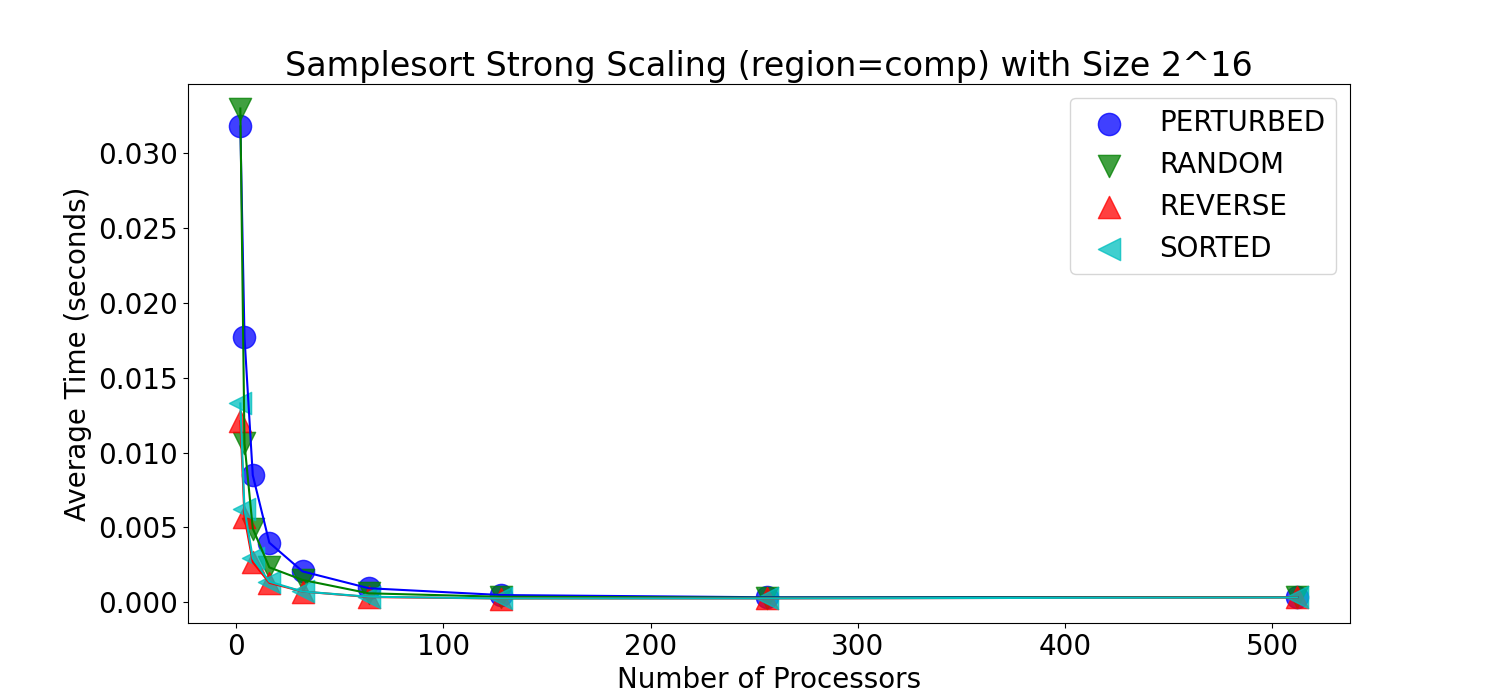 Samplesort Strong Scaling (region=comp) with Size 2^16
PERTURBED
RANDOM
REVERSE
SORTED
Average Time (seconds)
0.030
0.025
0.020
0.015
0.010
0.005
0.000
0 100 200 300 400 500
Number of Processors